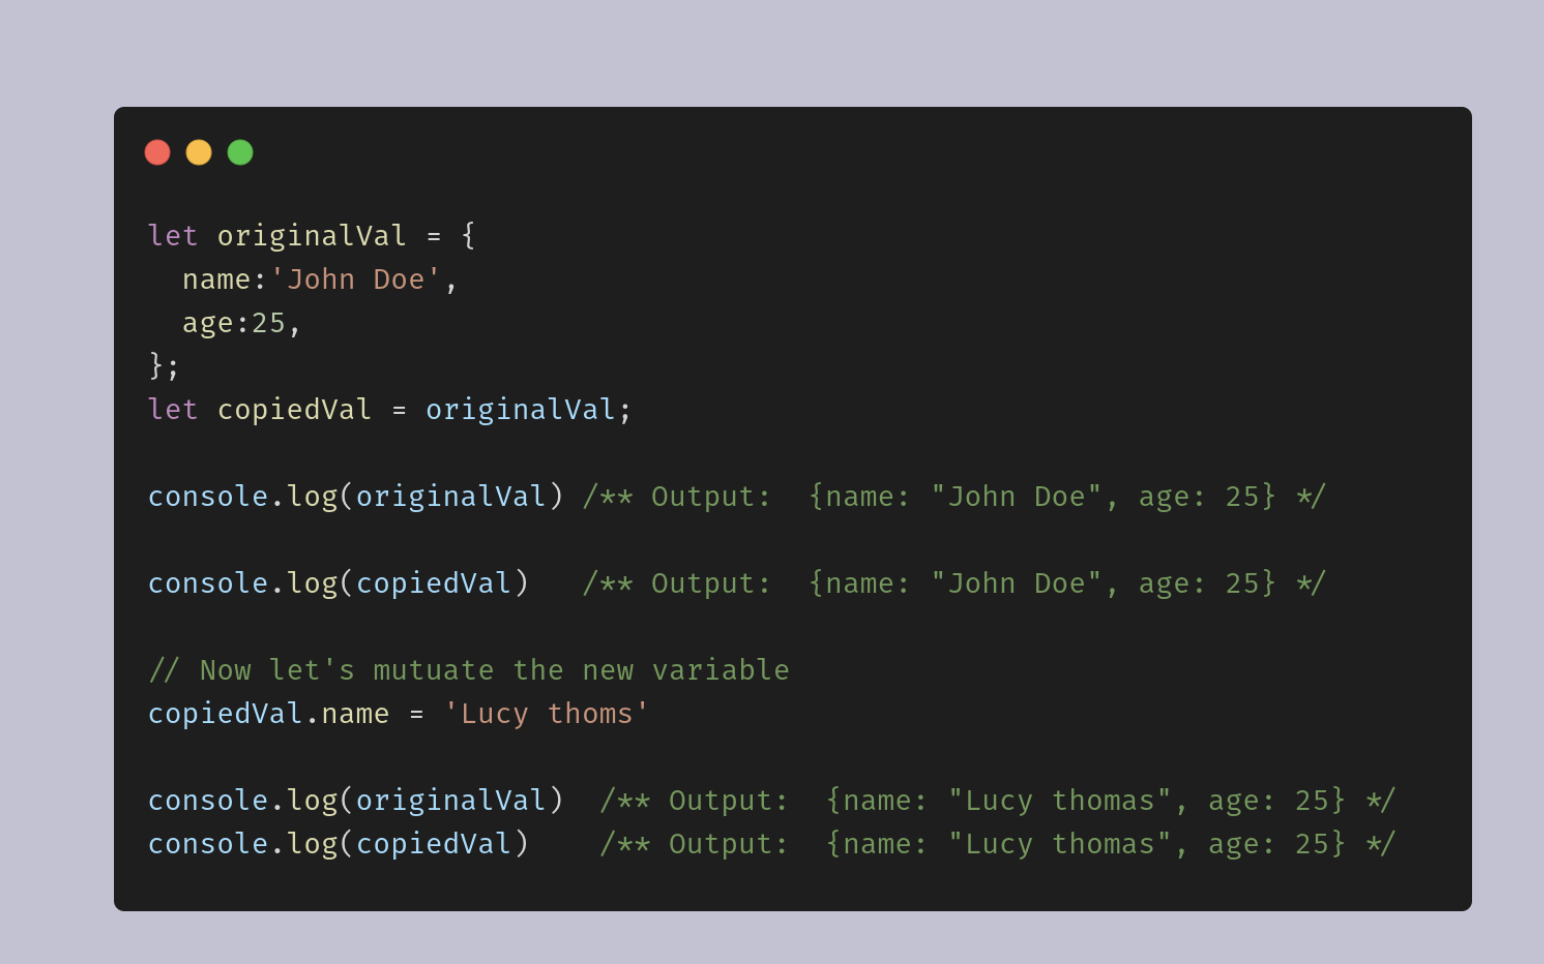 let originalVal = {
  name:'John Doe',
  age:25,
};
let copiedVal = originalVal;
console.log(originalVal) /** Output:  {name: "John Doe", age: 25} */
console.log(copiedVal)   /** Output:  {name: "John Doe", age: 25} */
// Now let's mutuate the new variable
copiedVal.name = 'Lucy thoms'
console.log(originalVal)  /** Output:  {name: "Lucy thomas", age: 25} */
console.log(copiedVal)    /** Output:  {name: "Lucy thomas", age: 25} */